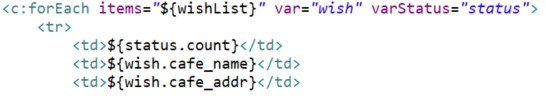 <c:forEach items="${wishList}" var="wish" varStatus="status">
<tr>
<td>${status.count}</td>
<td>${wish.cafe_name}</td>
<td>${wish.cafe_addr}</td>